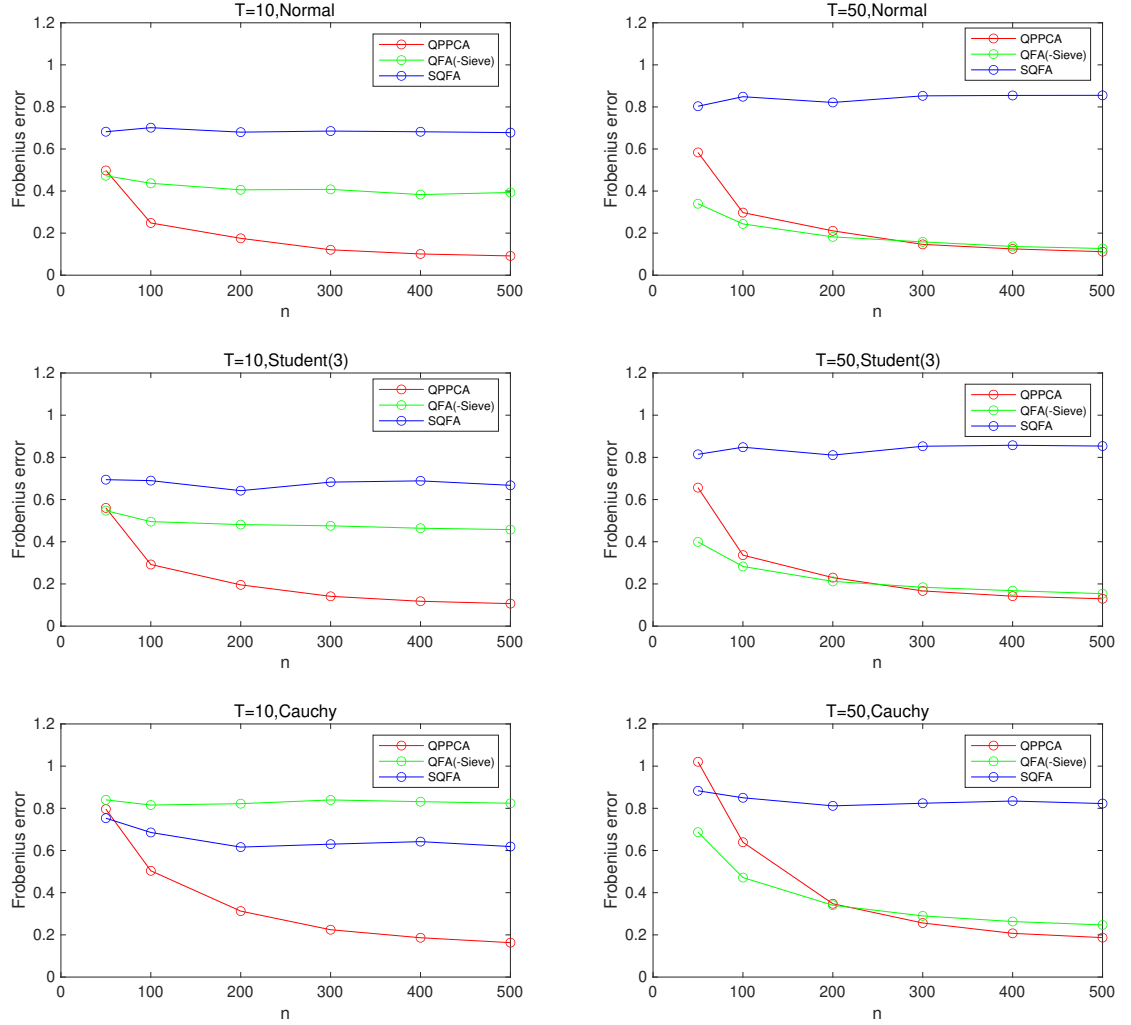 T=10,Normal
1.2
1
0.8
0.6
0.4
0.2
0
Frobenius error
0 100 200 300 400 500
n
QPPCA
QFA(-Sieve)
SQFA
T=50,Normal
1.2
1
0.8
0.6
0.4
0.2
0
Frobenius error
0 100 200 300 400 500
n
QPPCA
QFA(-Sieve)
SQFA
T=10,Student(3)
1.2
1
0.8
0.6
0.4
0.2
0
Frobenius error
0 100 200 300 400 500
n
QPPCA
QFA(-Sieve)
SQFA
T=50,Student(3)
1.2
1
0.8
0.6
0.4
0.2
0
Frobenius error
0 100 200 300 400 500
n
QPPCA
QFA(-Sieve)
SQFA
T=10,Cauchy
1.2
1
0.8
0.6
0.4
0.2
0
Frobenius error
0 100 200 300 400 500
n
QPPCA
QFA(-Sieve)
SQFA
T=50,Cauchy
1.2
1
0.8
0.6
0.4
0.2
0
Frobenius error
0 100 200 300 400 500
n
QPPCA
QFA(-Sieve)
SQFA